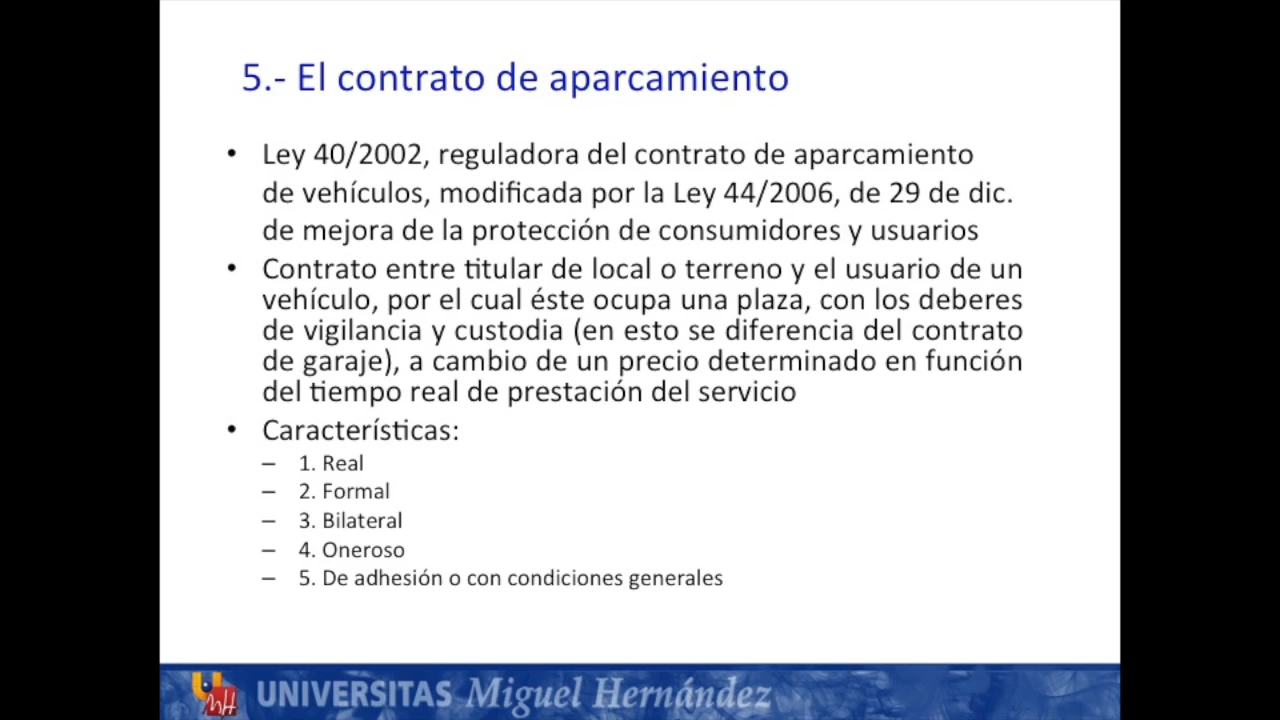 5.- El contrato de aparcamiento
• Ley 40/2002, reguladora del contrato de aparcamiento
de vehículos, modificada por la Ley 44/2006, de 29 de dic.
de mejora de la protección de consumidores y usuarios
• Contrato entre titular de local o terreno y el usuario de un
vehículo, por el cual éste ocupa una plaza, con los deberes
de vigilancia y custodia (en esto se diferencia del contrato
de garaje), a cambio de un precio determinado en función
del tiempo real de prestación del servicio
• Características:
– 1. Real
– 2. Formal
– 3. Bilateral
– 4. Oneroso
– 5. De adhesión o con condiciones generales
UNIVERSITAS Miguel Hernández